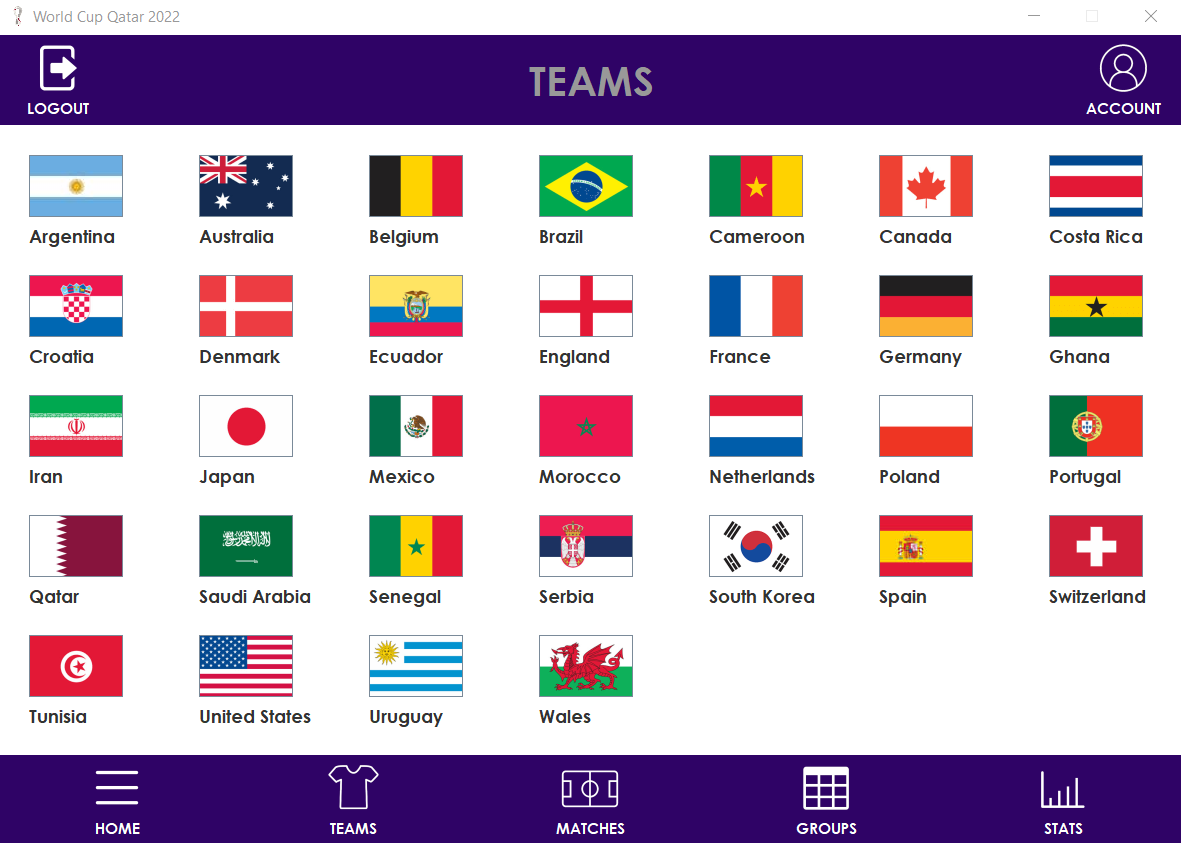 World Cup Qatar 2022
TEAMS
LOGOUT
ACCOUNT
Argentina
Australia
Belgium
Brazil
Cameroon
Canada
Costa Rica
Croatia
Denmark
Ecuador
England
France
Germany
Ghana
Iran
Japan
Mexico
Morocco
Netherlands
Poland
Portugal
Qatar
Saudi Arabia
Senegal
Serbia
South Korea
Spain
Switzerland
Tunisia
United States
Uruguay
Wales
HOME
TEAMS
MATCHES
GROUPS
STATS